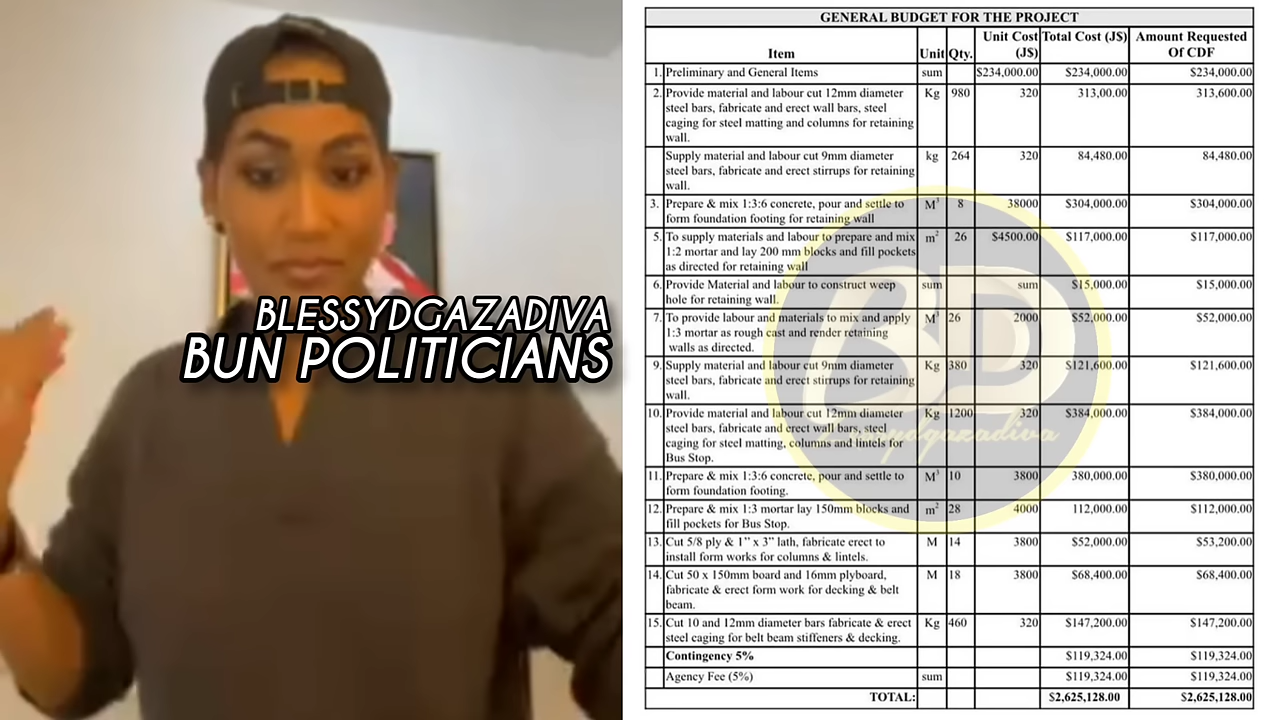 BLESSYDGAZADIVA
BUN POLITICIANS
GENERAL BUDGET FOR THE PROJECT
Item Unit Qty. Unit Cost (J$) Total Cost (J$) Amount Requested Of CDF
1. Preliminary and General Items sum $234,000.00 $234,000.00 $234,000.00
2. Provide material and labour cut 12mm diameter Kg 980 320 313,00.00 313,600.00
steel bars, fabricate and erect wall bars, steel
caging for steel matting and columns for retaining
wall.
Supply material and labour cut 9mm diameter kg 264 320 84,480.00 84,480.00
steel bars, fabricate and erect stirrups for retaining
wall.
3. Prepare & mix 1:3:6 concrete, pour and settle to M³ 8 38000 $304,000.00 $304,000.00
form foundation footing for retaining wall
5. To supply materials and labour to prepare and mix m² 26 $4500.00 $117,000.00 $117,000.00
1:2 mortar and lay 200 mm blocks and fill pockets
as directed for retaining wall
6. Provide Material and labour to construct weep sum sum $15,000.00 $15,000.00
hole for retaining wall.
7. To provide labour and materials to mix and apply M³ 26 2000 $52,000.00 $52,000.00
1:3 mortar as rough cast and render retaining
walls as directed.
9. Supply material and labour cut 9mm diameter Kg 380 320 $121,600.00 $121,600.00
steel bars, fabricate and erect stirrups for retaining
wall.
10. Provide material and labour cut 12mm diameter Kg 1200 320 $384,000.00 $384,000.00
steel bars, fabricate and erect wall bars, steel
caging for steel matting, columns and lintels for
Bus Stop.
11. Prepare & mix 1:3:6 concrete, pour and settle to M³ 10 3800 380,000.00 $380,000.00
form foundation footing.
12. Prepare & mix 1:3 mortar lay 150mm blocks and m² 28 4000 112,000.00 $112,000.00
fill pockets for Bus Stop.
13. Cut 5/8 ply & 1” x 3” lath, fabricate erect to M 14 3800 $52,000.00 $53,200.00
install form works for columns & lintels.
14. Cut 50 x 150mm board and 16mm plyboard, M 18 3800 $68,400.00 $68,400.00
fabricate & erect form work for decking & belt
beam.
15. Cut 10 and 12mm diameter bars fabricate & erect Kg 460 320 $147,200.00 $147,200.00
steel caging for belt beam stiffeners & decking.
Contingency 5% $119,324.00 $119,324.00
Agency Fee (5%) sum $119,324.00 $119,324.00
TOTAL: $2,625,128.00 $2,625,128.00
BD